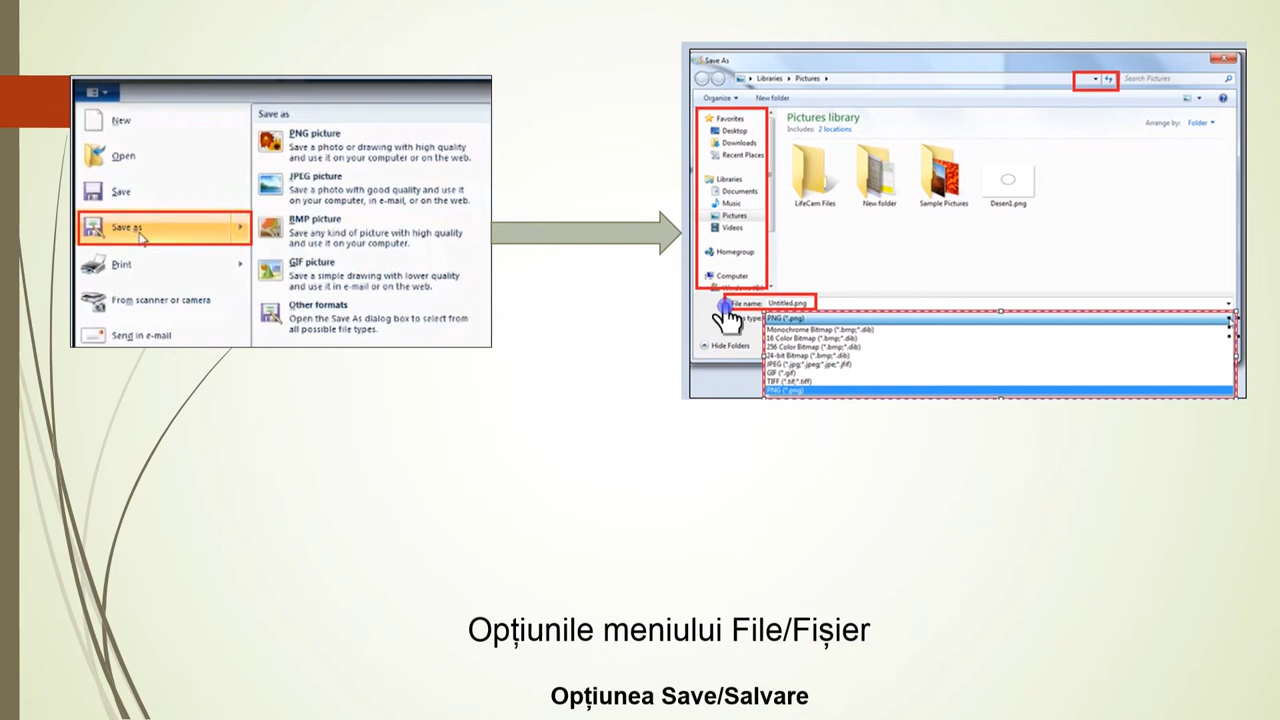 New
Open
Save
Save as
Print
From scanner or camera
Send in e-mail
Save as
PNG picture
Save a photo or drawing with high quality
and use it on your computer or on the web.
JPEG picture
Save a photo with good quality and use it
on your computer, in e-mail, or on the web.
BMP picture
Save any kind of picture with high quality
and use it on your computer.
GIF picture
Save a simple drawing with lower quality
and use it in e-mail or on the web.
Other formats
Open the Save As dialog box to select from
all possible file types.
Save As
Libraries Pictures
Search Pictures
Organize New folder
Favorites
Desktop
Downloads
Recent Places
Libraries
Documents
Music
Pictures
Videos
Homegroup
Computer
Pictures library
Includes: 2 locations
Arrange by: Folder
LifeCam Files
New folder
Sample Pictures
Desen1.png
File name: Untitled.png
type: PNG (*.png)
Monochrome Bitmap (*.bmp;*.dib)
16 Color Bitmap (*.bmp;*.dib)
256 Color Bitmap (*.bmp;*.dib)
24-bit Bitmap (*.bmp;*.dib)
JPEG (*.jpg;*.jpeg;*.jpe;*.jfif)
GIF (*.gif)
TIFF (*.tif;*.tiff)
PNG (*.png)
Hide Folders
Opțiunile meniului File/Fișier
Opțiunea Save/Salvare